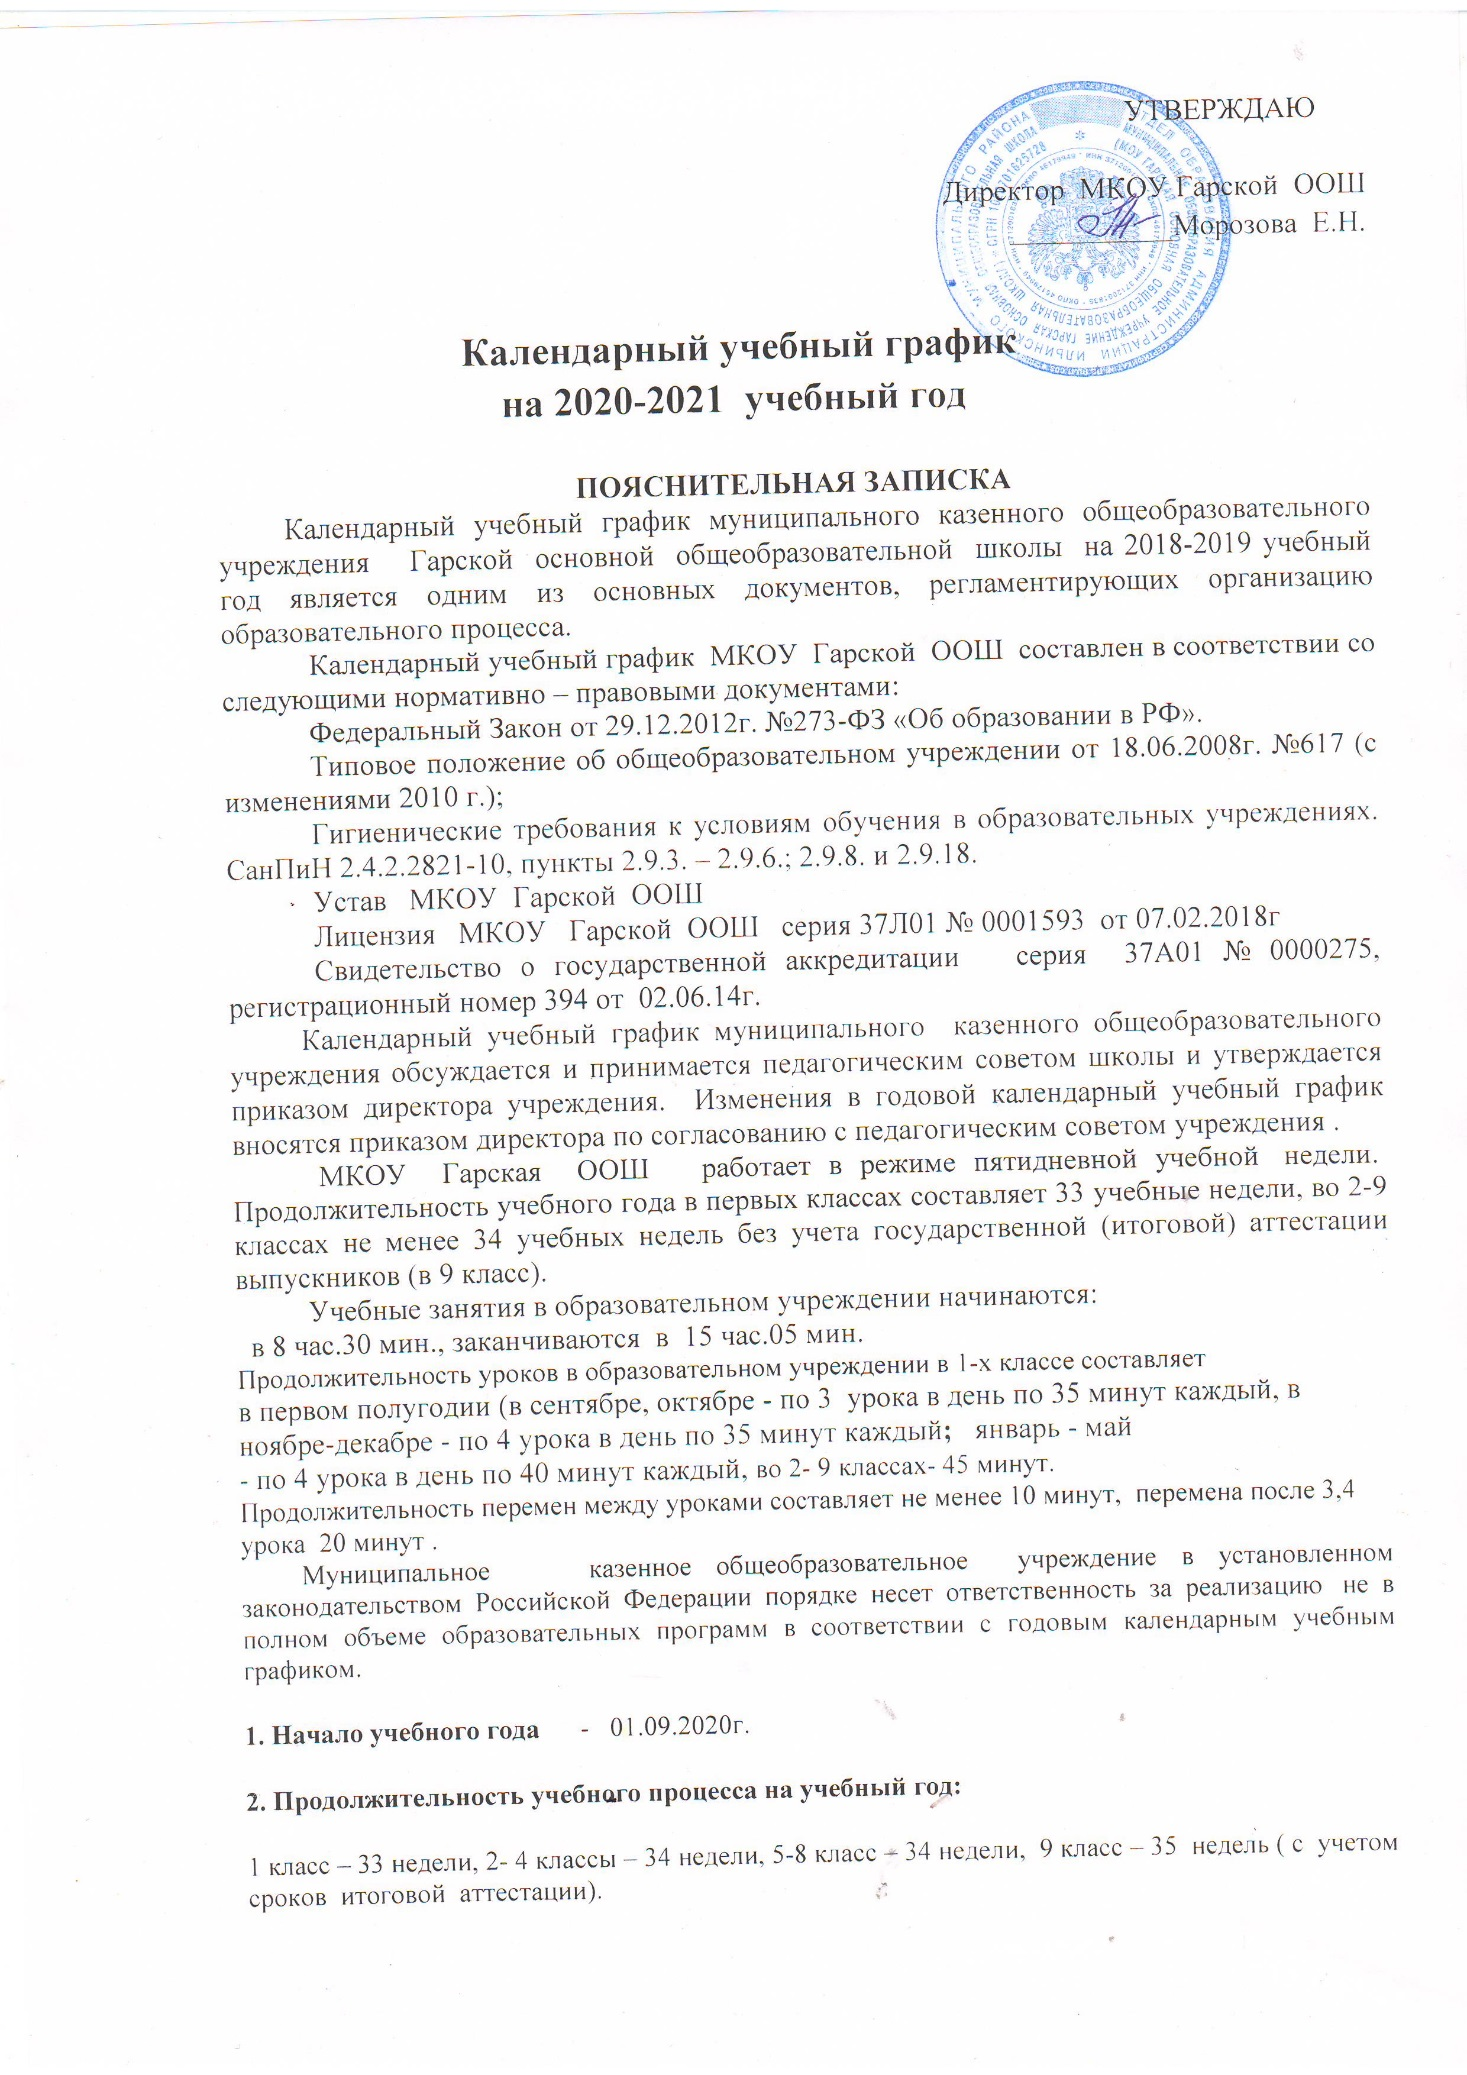 УТВЕРЖДАЮ
Директор МКОУ Гарской ООШ
Морозова Е.Н.
Календарный учебный график
на 2020-2021 учебный год
ПОЯСНИТЕЛЬНАЯ ЗАПИСКА
Календарный учебный график муниципального казенного общеобразовательного
учреждения Гарской основной общеобразовательной школы на 2018-2019 учебный
год является одним из основных документов, регламентирующих организацию
образовательного процесса.
Календарный учебный график МКОУ Гарской ООШ составлен в соответствии со
следующими нормативно – правовыми документами:
Федеральный Закон от 29.12.2012г. №273-ФЗ «Об образовании в РФ».
Типовое положение об общеобразовательном учреждении от 18.06.2008г. №617 (с
изменениями 2010 г.);
Гигиенические требования к условиям обучения в образовательных учреждениях.
СанПиН 2.4.2.2821-10, пункты 2.9.3. – 2.9.6.; 2.9.8. и 2.9.18.
Устав МКОУ Гарской ООШ
Лицензия МКОУ Гарской ООШ серия 37Л01 № 0001593 от 07.02.2018г
Свидетельство о государственной аккредитации серия 37А01 № 0000275,
регистрационный номер 394 от 02.06.14г.
Календарный учебный график муниципального казенного общеобразовательного
учреждения обсуждается и принимается педагогическим советом школы и утверждается
приказом директора учреждения. Изменения в годовой календарный учебный график
вносятся приказом директора по согласованию с педагогическим советом учреждения .
МКОУ Гарская ООШ работает в режиме пятидневной учебной недели.
Продолжительность учебного года в первых классах составляет 33 учебные недели, во 2-9
классах не менее 34 учебных недель без учета государственной (итоговой) аттестации
выпускников (в 9 класс).
Учебные занятия в образовательном учреждении начинаются:
в 8 час.30 мин., заканчиваются в 15 час.05 мин.
Продолжительность уроков в образовательном учреждении в 1-х классе составляет
в первом полугодии (в сентябре, октябре - по 3 урока в день по 35 минут каждый, в
ноябре-декабре - по 4 урока в день по 35 минут каждый; январь - май
- по 4 урока в день по 40 минут каждый, во 2- 9 классах- 45 минут.
Продолжительность перемен между уроками составляет не менее 10 минут, перемена после 3,4
урока 20 минут .
Муниципальное казенное общеобразовательное учреждение в установленном
законодательством Российской Федерации порядке несет ответственность за реализацию не в
полном объеме образовательных программ в соответствии с годовым календарным учебным
графиком.
1. Начало учебного года - 01.09.2020г.
2. Продолжительность учебного процесса на учебный год:
1 класс – 33 недели, 2- 4 классы – 34 недели, 5-8 класс – 34 недели, 9 класс – 35 недель ( с учетом
сроков итоговой аттестации).